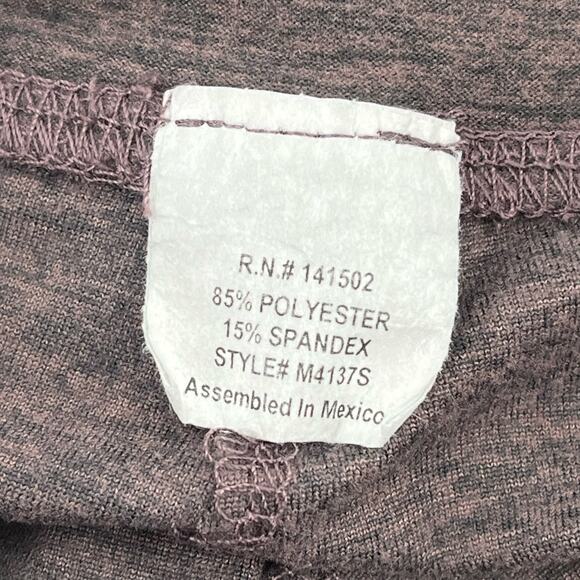 R.N.# 141502
85% POLYESTER
15% SPANDEX
STYLE# M4137S
Assembled In Mexico